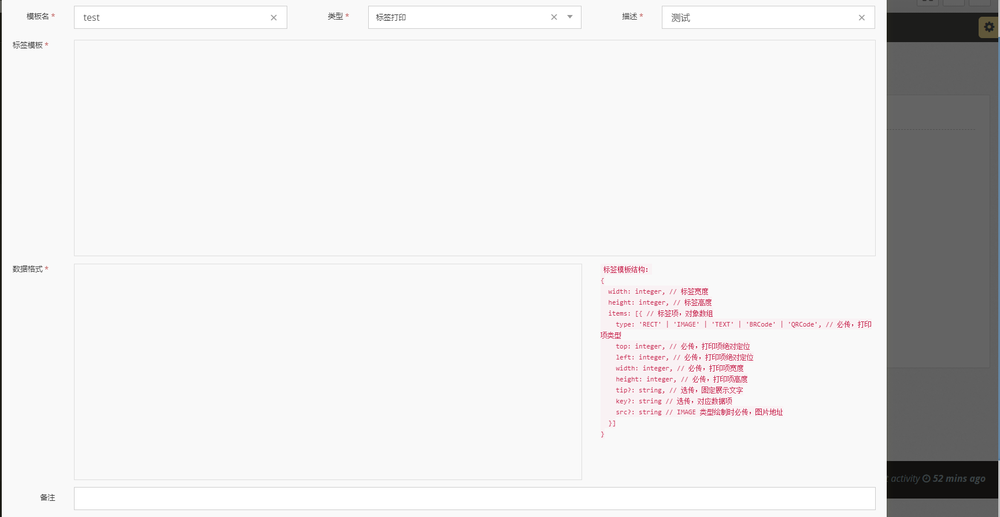 模板名 * test 类型 * 标签打印 描述 * 测试
标签模板 *
数据格式 *
标签模板结构:
{
width: integer, // 标签宽度
height: integer, // 标签高度
items: [{ // 标签项，对象数组
type: 'RECT' | 'IMAGE' | 'TEXT' | 'BRCode' | 'QRCode', // 必传，打印
项类型
top: integer, // 必传，打印项绝对定位
left: integer, // 必传，打印项绝对定位
width: integer, // 必传，打印项宽度
height: integer, // 必传，打印项高度
tip?: string, // 选传，固定展示文字
key?: string // 选传，对应数据项
src?: string // IMAGE 类型绘制时必传，图片地址
}]
}
activity 52 mins ago
备注